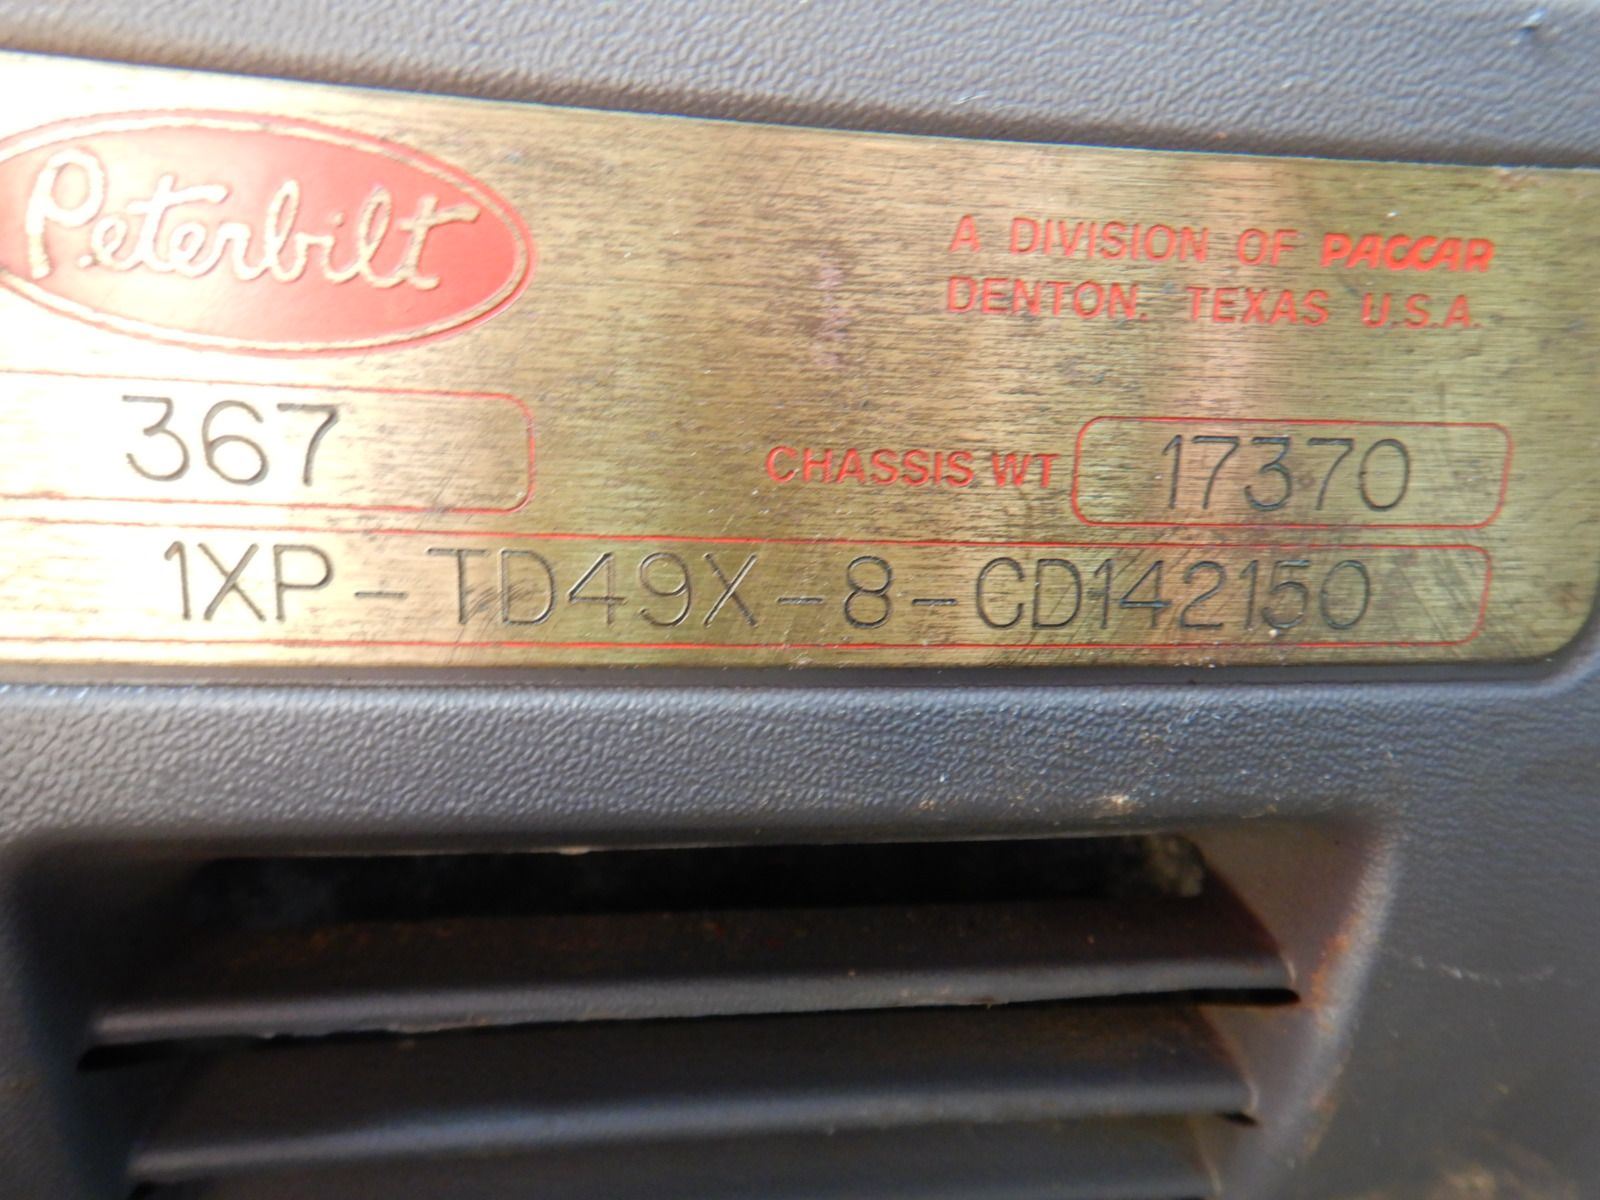 Peterbilt
A DIVISION OF PACCAR
DENTON, TEXAS U.S.A.
367
CHASSIS WT 17370
1XP-TD49X-8-CD142150